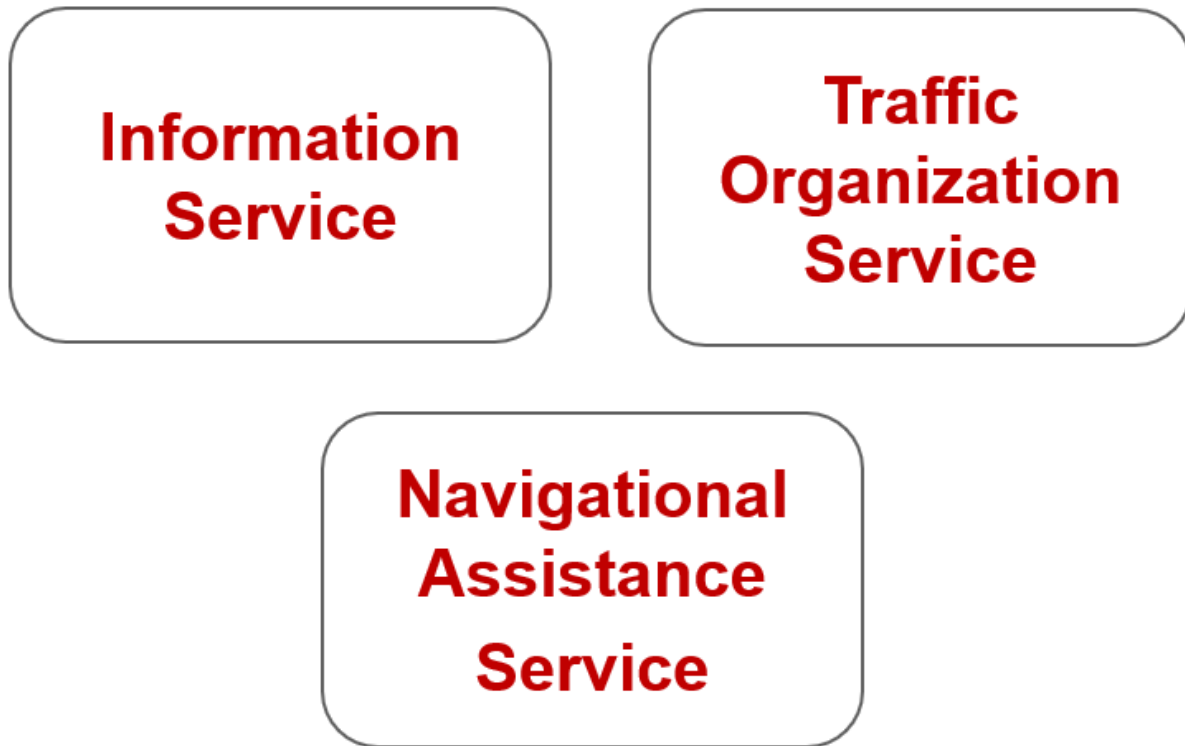 Information
Service
Traffic
Organization
Service
Navigational
Assistance
Service